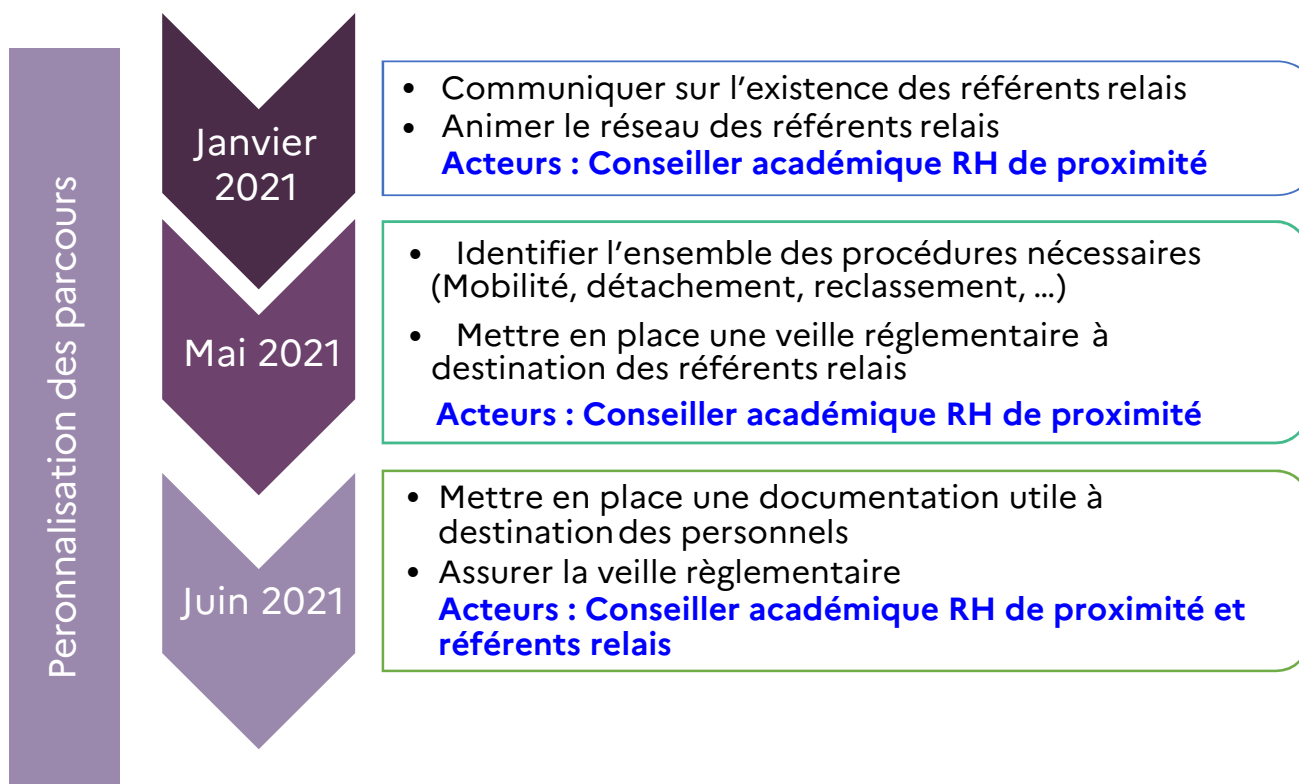 Peronnalisation des parcours
Janvier
2021
• Communiquer sur l’existence des référents relais
• Animer le réseau des référents relais
Acteurs : Conseiller académique RH de proximité
Mai 2021
• Identifier l’ensemble des procédures nécessaires
(Mobilité, détachement, reclassement, …)
• Mettre en place une veille réglementaire à
destination des référents relais
Acteurs : Conseiller académique RH de proximité
Juin 2021
• Mettre en place une documentation utile à
destination des personnels
• Assurer la veille règlementaire
Acteurs : Conseiller académique RH de proximité et
référents relais